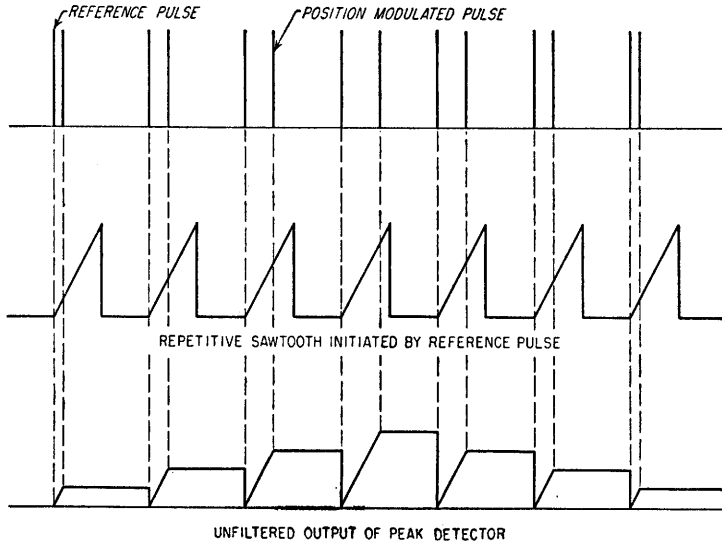 REFERENCE PULSE
POSITION MODULATED PULSE
REPETITIVE SAWTOOTH INITIATED BY REFERENCE PULSE
UNFILTERED OUTPUT OF PEAK DETECTOR